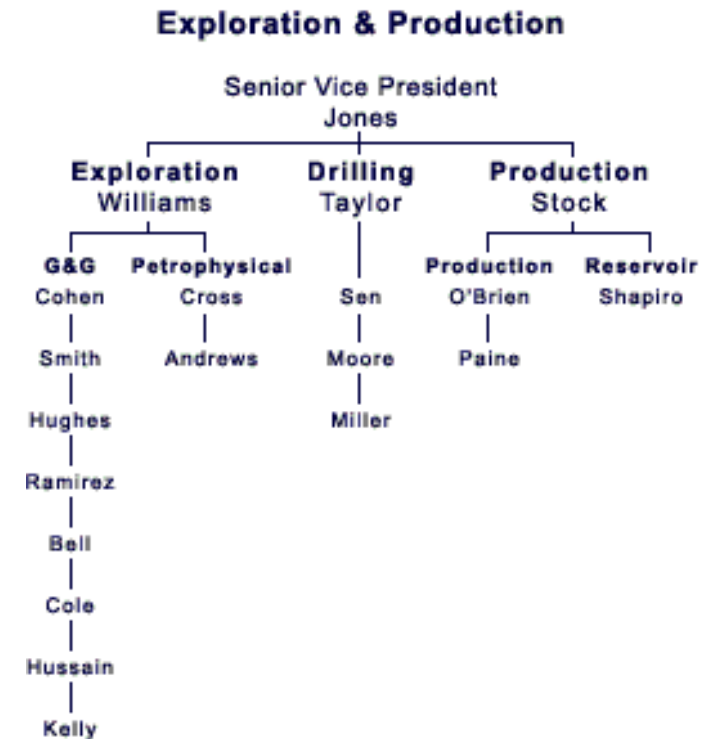 Exploration & Production
Senior Vice President
Jones
Exploration Drilling Production
Williams Taylor Stock
G&G Petrophysical Production Reservoir
Cohen Cross Sen O'Brien Shapiro
Smith Andrews Moore Paine
Hughes Miller
Ramirez
Bell
Cole
Hussain
Kelly